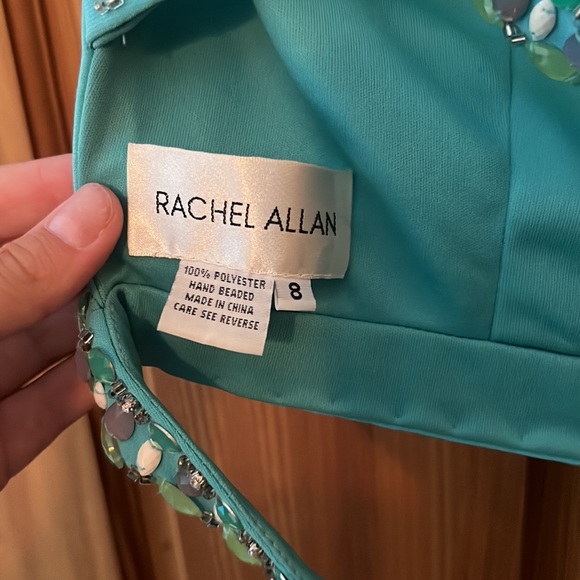 RACHEL ALLAN
100% POLYESTER
HAND BEADED
MADE IN CHINA
CARE SEE REVERSE
8